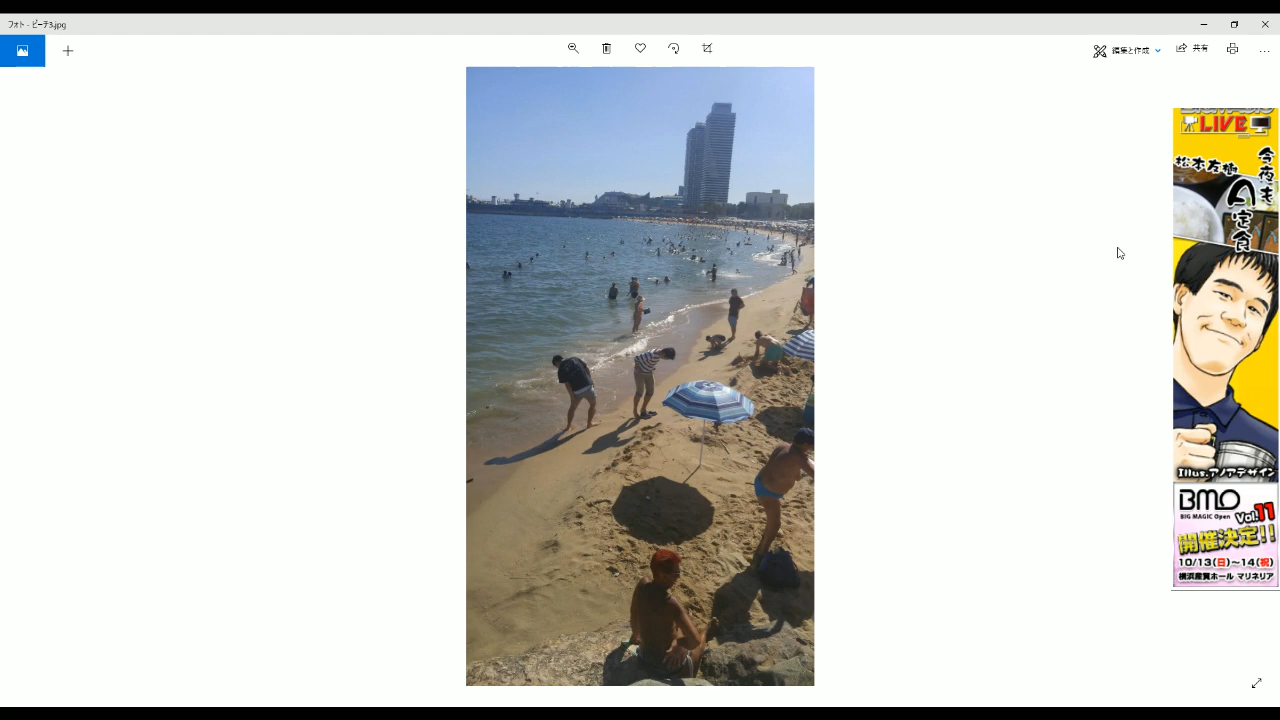 フォト - ビーチ3.jpg
編集と作成
共有
LIVE
今夜も
松本友樹
A定食
Illus.アノアデザイン
BMO
BIG MAGIC Open
Vol.11
開催決定!!
10/13(日)~14(祝)
横浜産貿ホール マリネリア